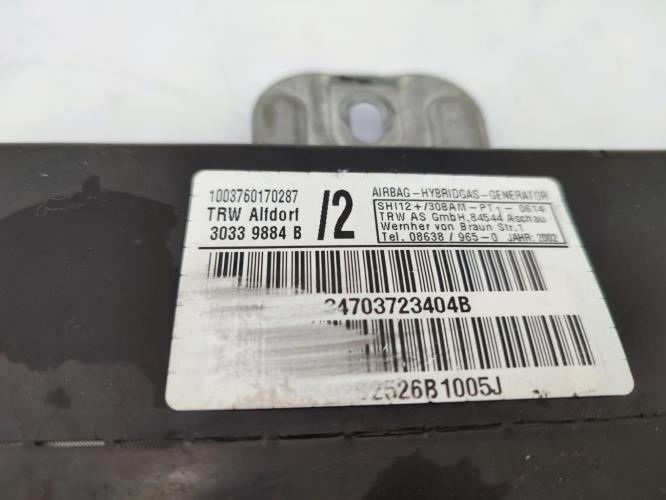 1003760170287
TRW Alfdorf
3033 9884 B
/2
AIRBAG-HYBRIDGAS-GENERATOR
SHI12+/30BAM-PT1-0614
TRW AS GmbH,84544 Aschau
Wernher von Braun Str.1
Tel. 08638 / 965-0 JAHR: 2002
34703723404B
2526B1005J